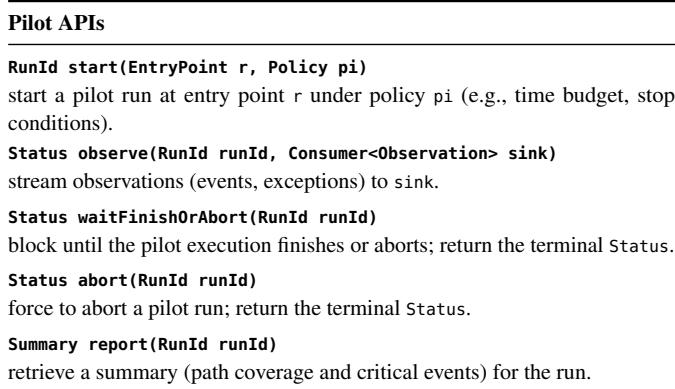 Pilot APIs
RunId start(EntryPoint r, Policy pi)
start a pilot run at entry point r under policy pi (e.g., time budget, stop
conditions).
Status observe(RunId runId, Consumer<Observation> sink)
stream observations (events, exceptions) to sink.
Status waitFinishOrAbort(RunId runId)
block until the pilot execution finishes or aborts; return the terminal Status.
Status abort(RunId runId)
force to abort a pilot run; return the terminal Status.
Summary report(RunId runId)
retrieve a summary (path coverage and critical events) for the run.